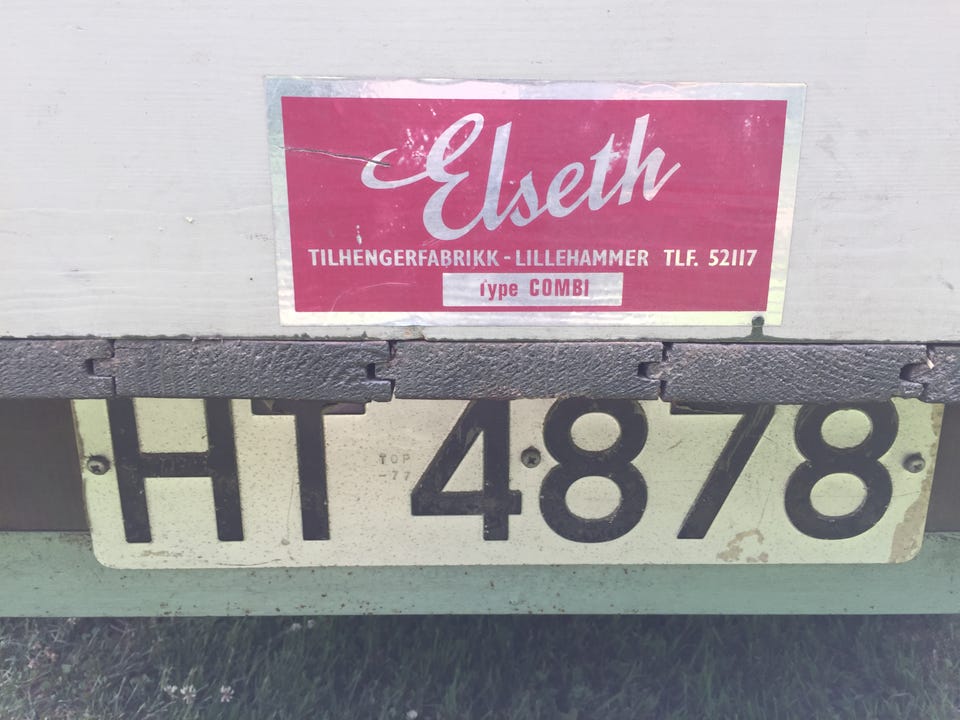 Elseth
TILHENGERFABRIKK - LILLEHAMMER TLF. 52117
Type COMBI
HT 4878
TOP
-77